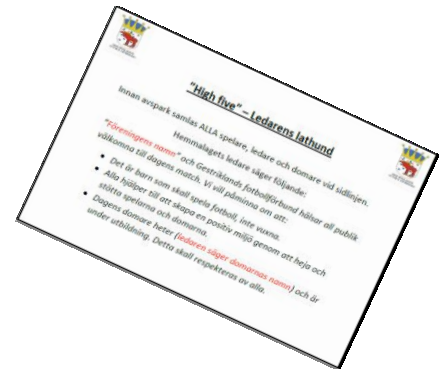 "High five" – Ledarens lathund
Innan avspark samlas ALLA spelare, ledare och domare vid sidlinjen.
Hemmalagets ledare säger följande:
"Föreningens namn" och Gestriklands fotbollförbund hälsar all publik
välkomna till dagens match. Vi vill påminna om att:
• Det är barn som skall spela fotboll, inte vuxna.
• Alla hjälper till att skapa en positiv miljö genom att heja och
stötta spelarna och domarna.
• Dagens domare heter (ledaren säger domarnas namn) och är
under utbildning. Detta skall respekteras av alla.